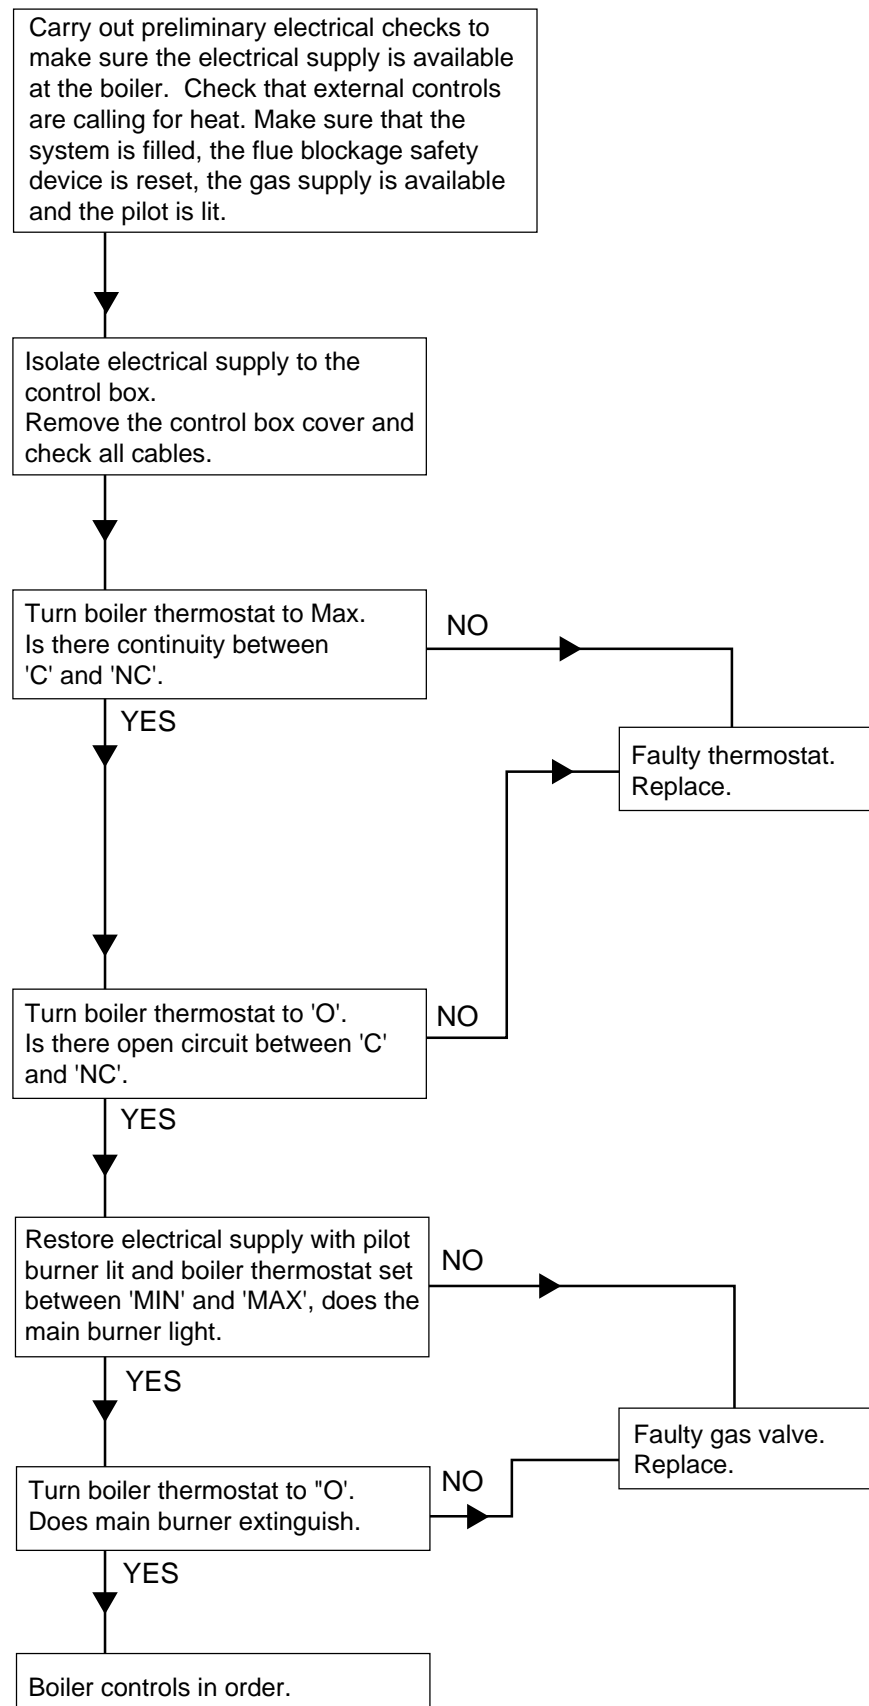 Carry out preliminary electrical checks to
make sure the electrical supply is available
at the boiler.  Check that external controls
are calling for heat. Make sure that the
system is filled, the flue blockage safety
device is reset, the gas supply is available
and the pilot is lit.
Isolate electrical supply to the
control box.
Remove the control box cover and
check all cables.
Turn boiler thermostat to Max.
Is there continuity between
'C' and 'NC'.
NO
YES
Faulty thermostat.
Replace.
Turn boiler thermostat to 'O'.
Is there open circuit between 'C'
and 'NC'.
NO
YES
Restore electrical supply with pilot
burner lit and boiler thermostat set
between 'MIN' and 'MAX', does the
main burner light.
NO
YES
Faulty gas valve.
Replace.
Turn boiler thermostat to "O'.
Does main burner extinguish.
NO
YES
Boiler controls in order.